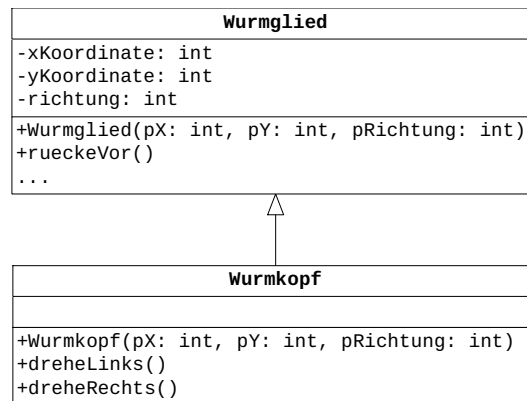 Wurmglied
-xKoordinate: int
-yKoordinate: int
-richtung: int
+Wurmglied(pX: int, pY: int, pRichtung: int)
+rueckeVor()
...
Wurmkopf
+Wurmkopf(pX: int, pY: int, pRichtung: int)
+dreheLinks()
+dreheRechts()